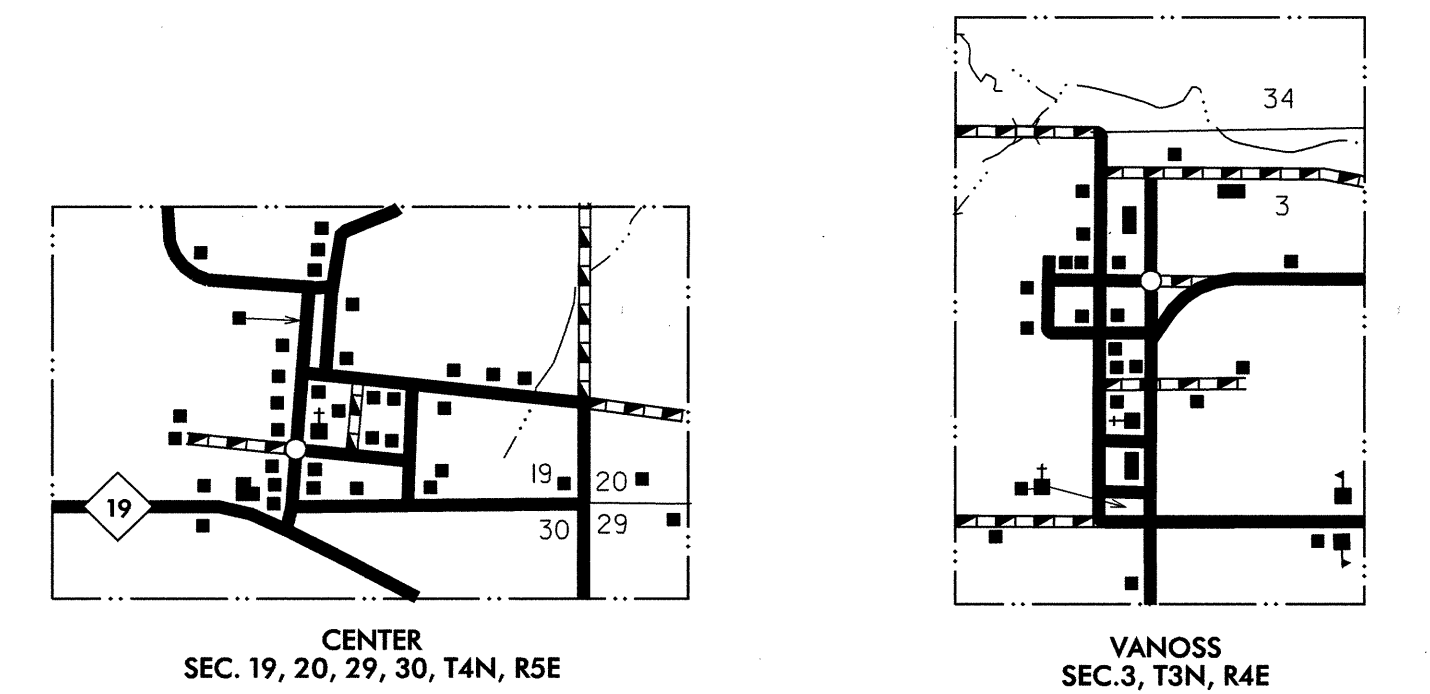 34
3
19
20
30
29
19
CENTER
SEC. 19, 20, 29, 30, T4N, R5E
VANOSS
SEC.3, T3N, R4E